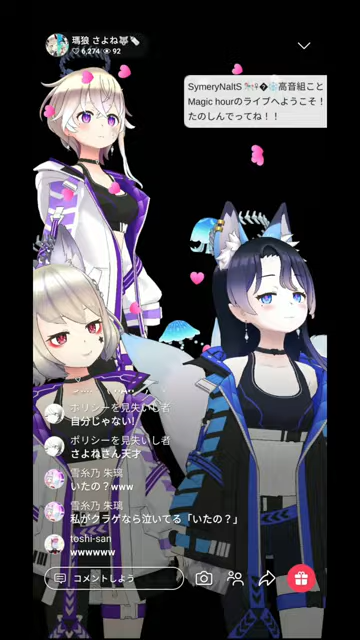 瑪狼 さよね
6,274 92
SymeryNaltS 高音組こと
Magic hourのライブへようこそ！
たのしんでってね！！
ポリシーを見失いし者
自分じゃない!
ポリシーを見失いし者
さよねさん天才
雪糸乃 朱璃
いたの？www
雪糸乃 朱璃
私がクラゲなら泣いてる「いたの？」
toshi-san
wwwwww
コメントしよう